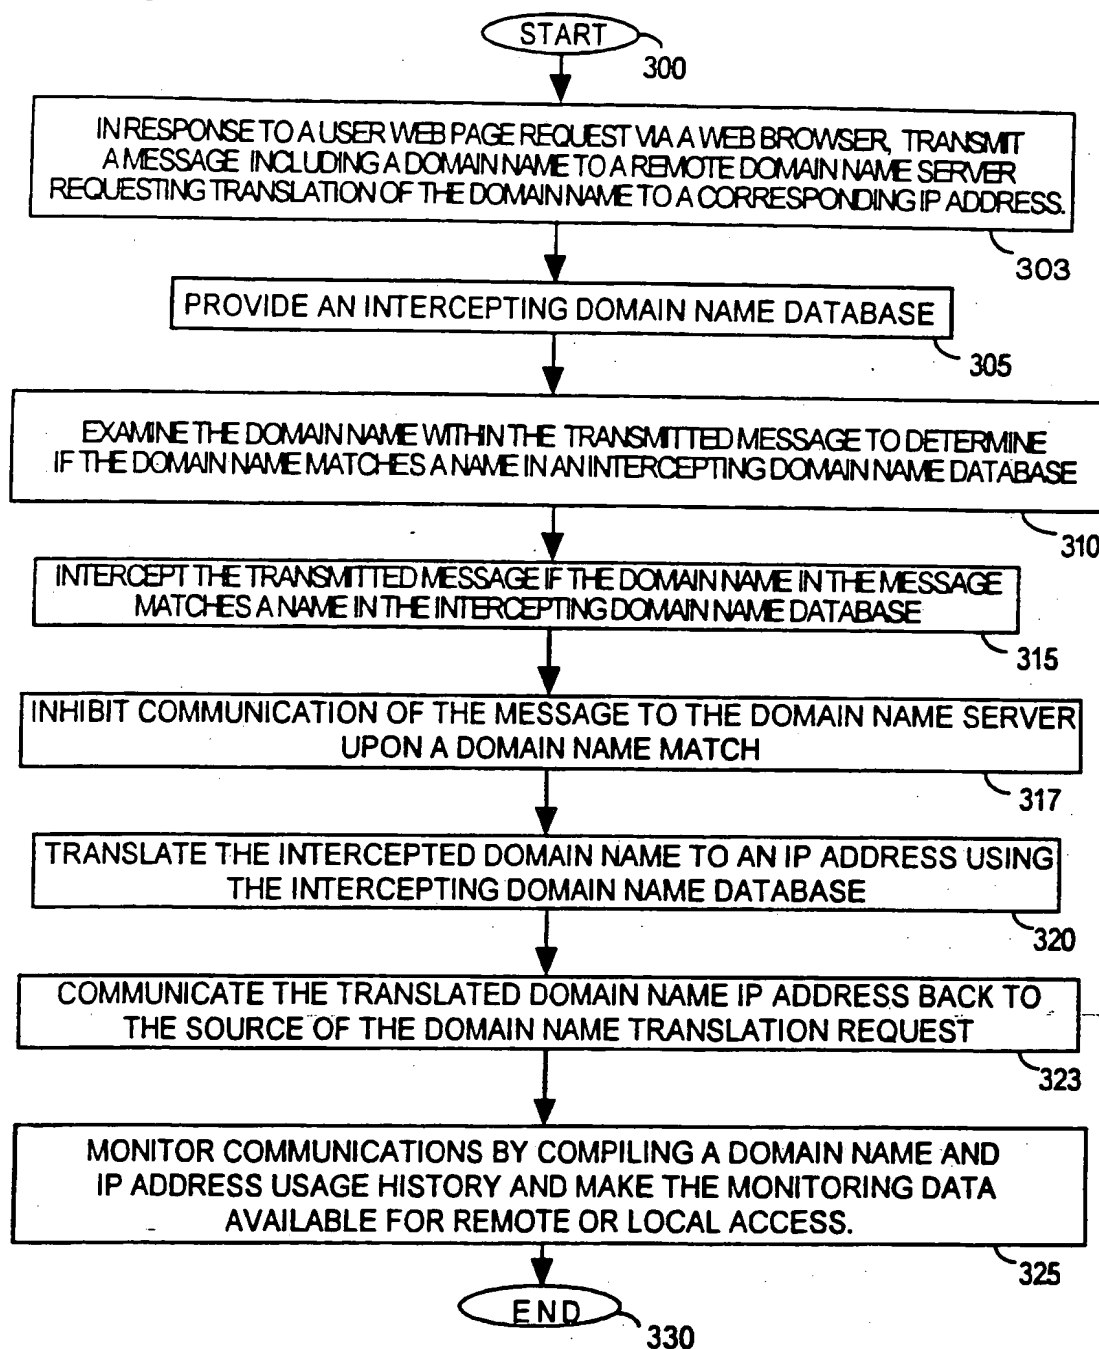 START
300
IN RESPONSE TO A USER WEB PAGE REQUEST VIA A WEB BROWSER, TRANSMIT
A MESSAGE INCLUDING A DOMAIN NAME TO A REMOTE DOMAIN NAME SERVER
REQUESTING TRANSLATION OF THE DOMAIN NAME TO A CORRESPONDING IP ADDRESS.
303
PROVIDE AN INTERCEPTING DOMAIN NAME DATABASE
305
EXAMINE THE DOMAIN NAME WITHIN THE TRANSMITTED MESSAGE TO DETERMINE
IF THE DOMAIN NAME MATCHES A NAME IN AN INTERCEPTING DOMAIN NAME DATABASE
310
INTERCEPT THE TRANSMITTED MESSAGE IF THE DOMAIN NAME IN THE MESSAGE
MATCHES A NAME IN THE INTERCEPTING DOMAIN NAME DATABASE
315
INHIBIT COMMUNICATION OF THE MESSAGE TO THE DOMAIN NAME SERVER
UPON A DOMAIN NAME MATCH
317
TRANSLATE THE INTERCEPTED DOMAIN NAME TO AN IP ADDRESS USING
THE INTERCEPTING DOMAIN NAME DATABASE
320
COMMUNICATE THE TRANSLATED DOMAIN NAME IP ADDRESS BACK TO
THE SOURCE OF THE DOMAIN NAME TRANSLATION REQUEST
323
MONITOR COMMUNICATIONS BY COMPILING A DOMAIN NAME AND
IP ADDRESS USAGE HISTORY AND MAKE THE MONITORING DATA
AVAILABLE FOR REMOTE OR LOCAL ACCESS.
325
END
330